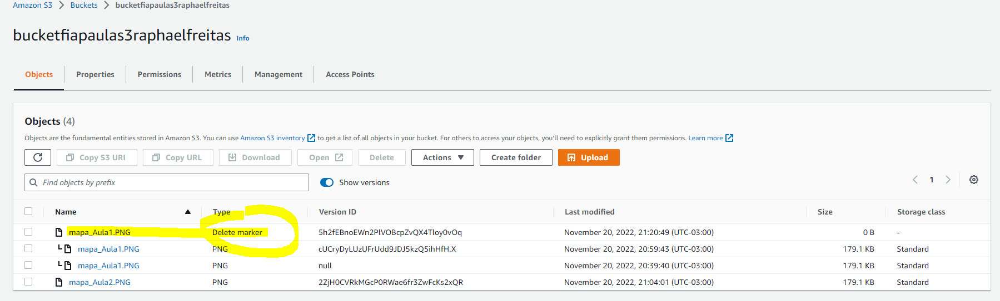 Amazon S3 > Buckets > bucketfiapaulas3raphaelfreitas
bucketfiapaulas3raphaelfreitas Info
Objects Properties Permissions Metrics Management Access Points
Objects (4)
Objects are the fundamental entities stored in Amazon S3. You can use Amazon S3 inventory to get a list of all objects in your bucket. For others to access your objects, you'll need to explicitly grant them permissions. Learn more
Copy S3 URI Copy URL Download Open Delete Actions Create folder Upload
Find objects by prefix Show versions 1
Name Type Version ID Last modified Size Storage class
mapa_Aula1.PNG Delete marker 5h2fEBnoEWn2PlVOBcpZvQX4Tloy0vOq November 20, 2022, 21:20:49 (UTC-03:00) 0 B -
mapa_Aula1.PNG PNG cUCryDyLUzUFrUdd9JDJ5kzQ5ihHfH.X November 20, 2022, 20:59:43 (UTC-03:00) 179.1 KB Standard
mapa_Aula1.PNG PNG null November 20, 2022, 20:39:40 (UTC-03:00) 179.1 KB Standard
mapa_Aula2.PNG PNG 2ZjH0CVRkMGcP0RWae6fr3ZwFcKs2xQR November 20, 2022, 21:04:01 (UTC-03:00) 179.1 KB Standard